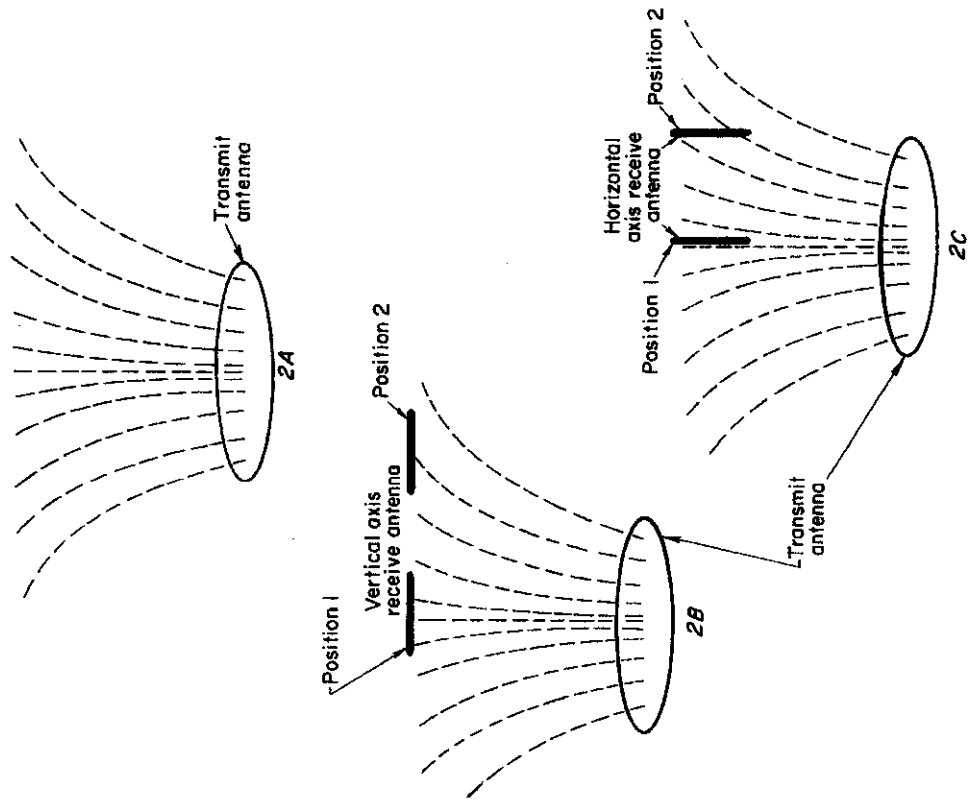 Transmit
antenna
2A
Position 1
Vertical axis
receive antenna
Position 2
2B
Transmit
antenna
Position 1
Horizontal
axis receive
antenna
Position 2
2C